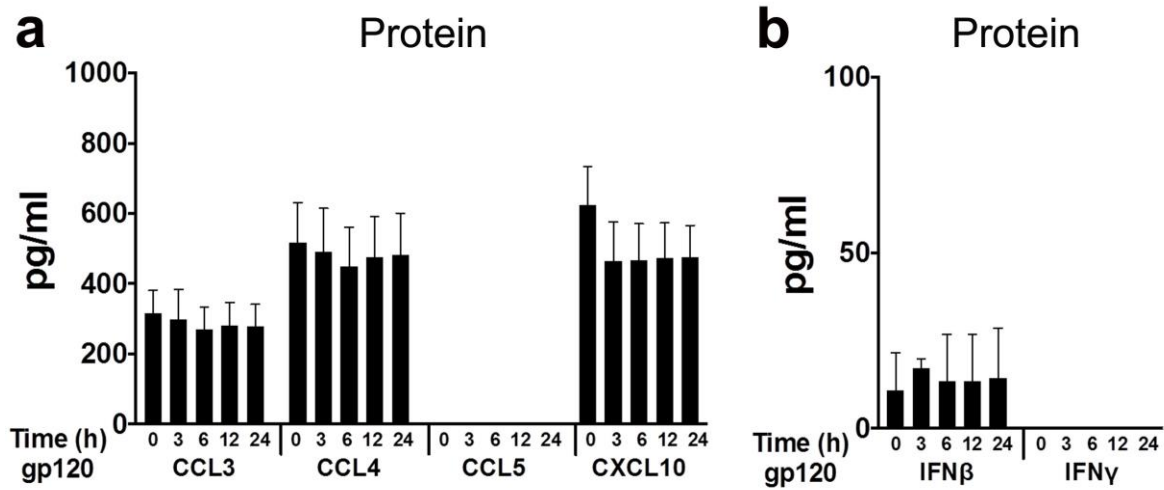 a Protein
1000
800
600
400
200
0
pg/ml
Time (h) 0 3 6 12 24 0 3 6 12 24 0 3 6 12 24 0 3 6 12 24
gp120 CCL3 CCL4 CCL5 CXCL10
b Protein
100
50
0
pg/ml
Time (h) 0 3 6 12 24 0 3 6 12 24
gp120 IFNβ IFNγ